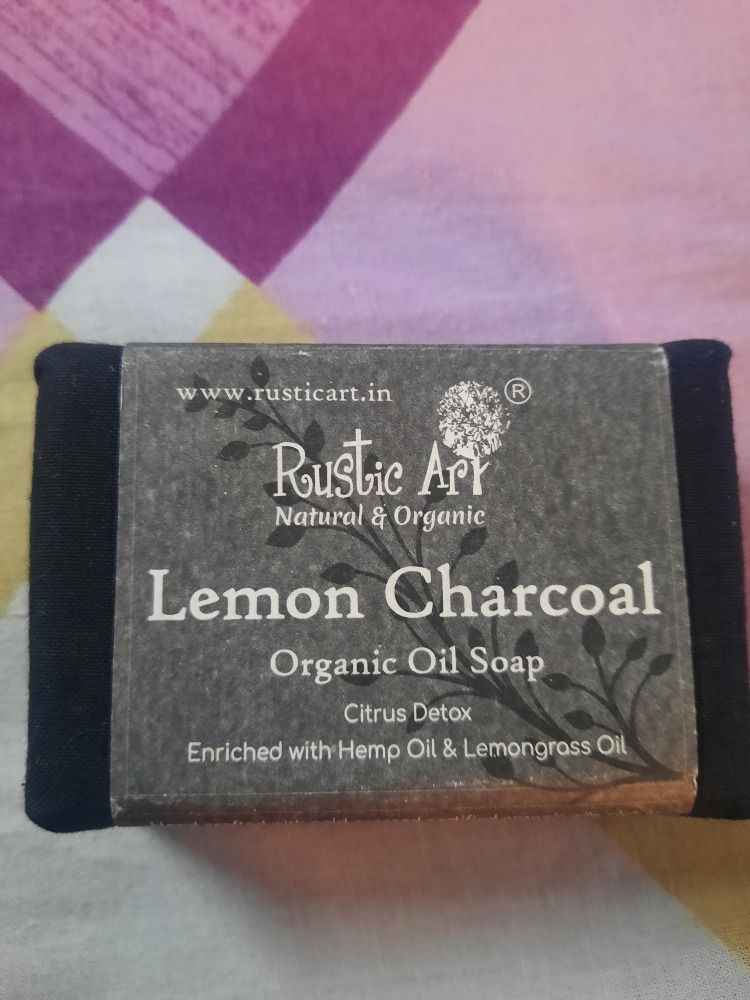 www.rusticart.in
®
Rustic Art
Natural & Organic
Lemon Charcoal
Organic Oil Soap
Citrus Detox
Enriched with Hemp Oil & Lemongrass Oil